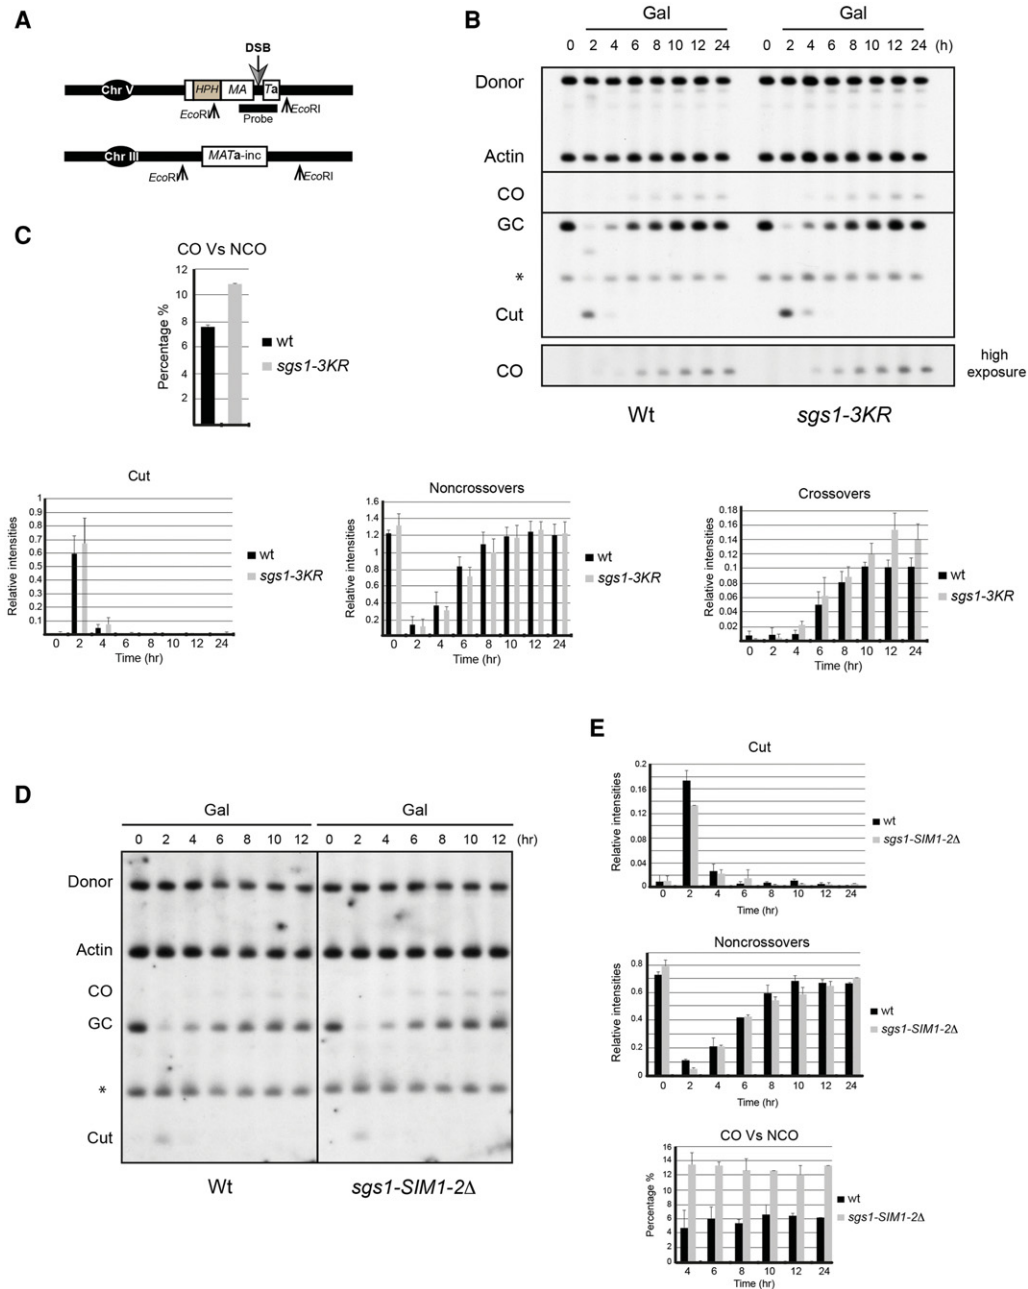 A
DSB
Chr V
HPH
MA
Ta
EcoRI
Probe
EcoRI
Chr III
MATa-inc
EcoRI
EcoRI
B
Gal
Gal
0 2 4 6 8 10 12 24 0 2 4 6 8 10 12 24 (h)
Donor
Actin
CO
GC
*
Cut
CO
high exposure
Wt
sgs1-3KR
C
CO Vs NCO
Percentage %
12
10
8
6
4
2
wt
sgs1-3KR
Cut
Relative intensities
1
0.9
0.8
0.7
0.6
0.5
0.4
0.3
0.2
0.1
0 2 4 6 8 10 12 24
Time (hr)
wt
sgs1-3KR
Noncrossovers
Relative intensities
1.6
1.4
1.2
1
0.8
0.6
0.4
0.2
0 2 4 6 8 10 12 24
Time (hr)
wt
sgs1-3KR
Crossovers
Relative intensities
0.18
0.16
0.14
0.12
0.1
0.08
0.06
0.04
0.02
0 2 4 6 8 10 12 24
Time (hr)
wt
sgs1-3KR
D
Gal
Gal
0 2 4 6 8 10 12 0 2 4 6 8 10 12 (hr)
Donor
Actin
CO
GC
*
Cut
Wt
sgs1-SIM1-2Δ
E
Cut
Relative intensities
0.2
0.16
0.12
0.08
0.04
0
0 2 4 6 8 10 12 24
Time (hr)
wt
sgs1-SIM1-2Δ
Noncrossovers
Relative intensities
0.8
0.6
0.4
0.2
0
0 2 4 6 8 10 12 24
Time (hr)
wt
sgs1-SIM1-2Δ
CO Vs NCO
Percentage %
16
14
12
10
8
6
4
2
0
4 6 8 10 12 24
Time (hr)
wt
sgs1-SIM1-2Δ